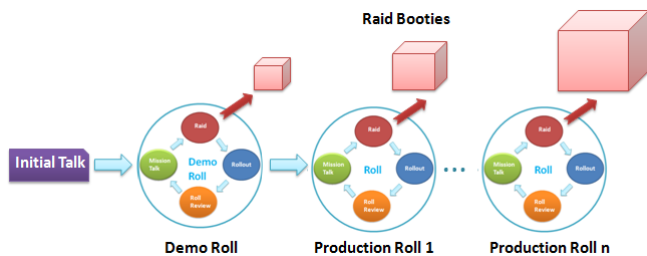 Raid Booties
Initial Talk
Raid
Mission
Talk
Demo
Roll
Rollout
Roll
Review
Demo Roll
Raid
Mission
Talk
Roll
Rollout
Roll
Review
Production Roll 1
...
Raid
Mission
Talk
Roll
Rollout
Roll
Review
Production Roll n